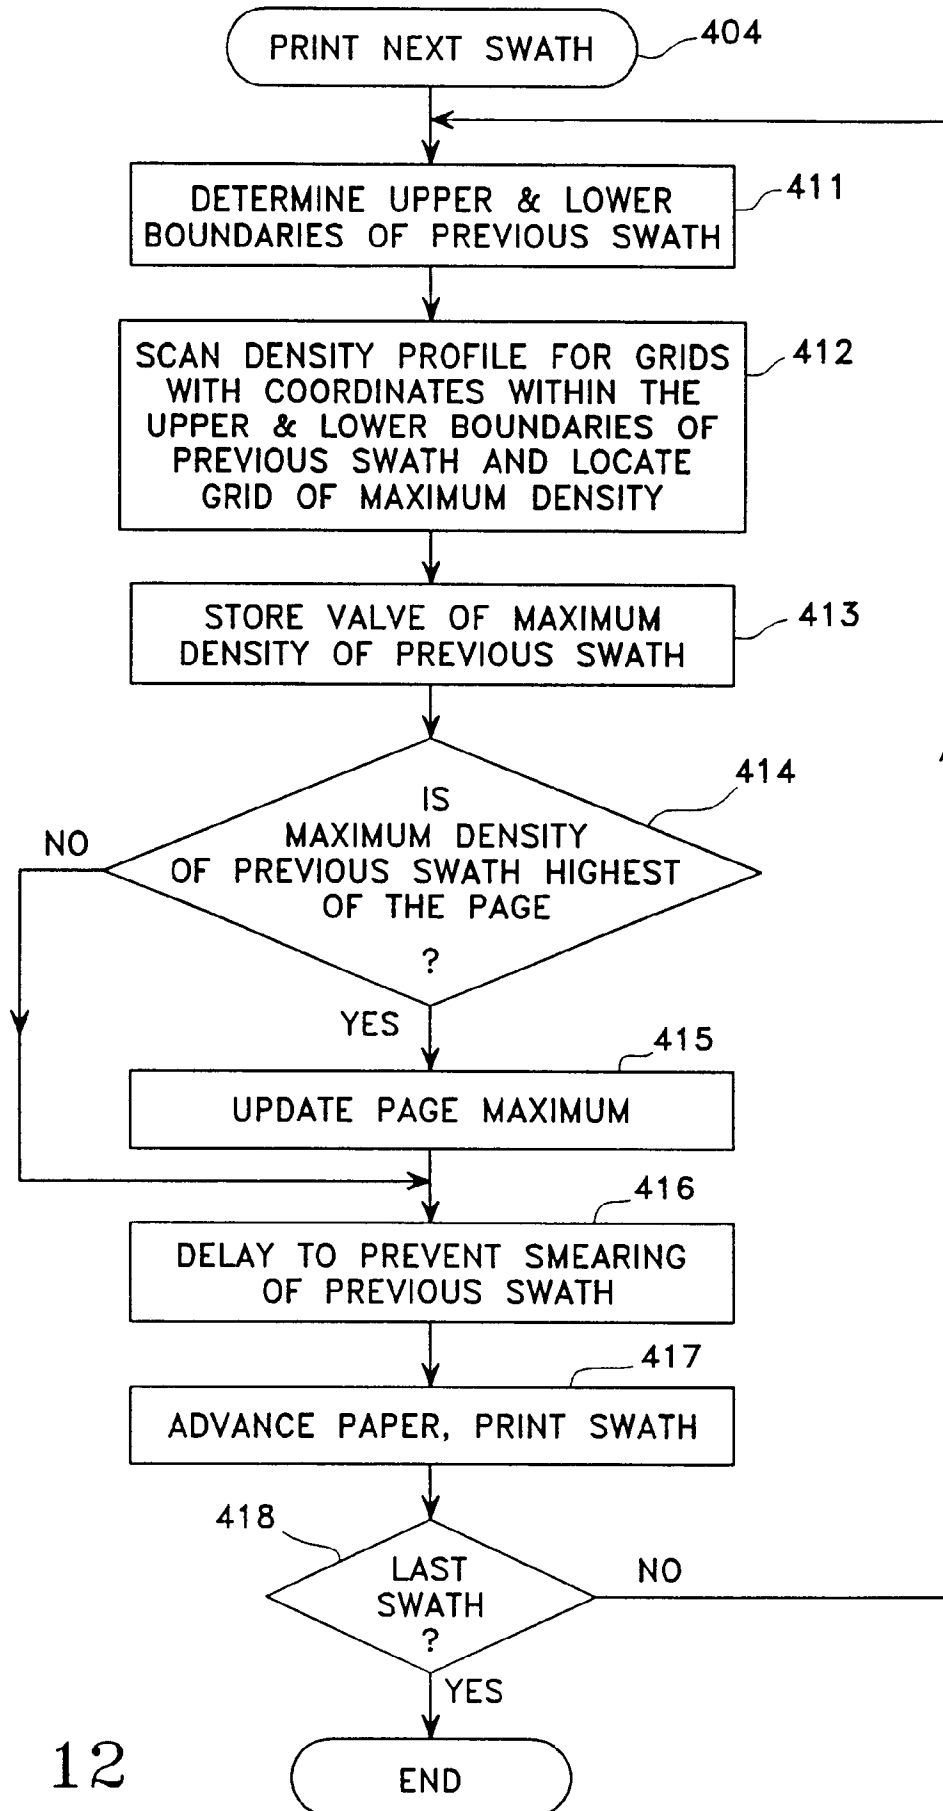 PRINT NEXT SWATH
404
411
DETERMINE UPPER & LOWER
BOUNDARIES OF PREVIOUS SWATH
412
SCAN DENSITY PROFILE FOR GRIDS
WITH COORDINATES WITHIN THE
UPPER & LOWER BOUNDARIES OF
PREVIOUS SWATH AND LOCATE
GRID OF MAXIMUM DENSITY
413
STORE VALVE OF MAXIMUM
DENSITY OF PREVIOUS SWATH
414
IS
MAXIMUM DENSITY
OF PREVIOUS SWATH HIGHEST
OF THE PAGE
?
NO
YES
415
UPDATE PAGE MAXIMUM
416
DELAY TO PREVENT SMEARING
OF PREVIOUS SWATH
417
ADVANCE PAPER, PRINT SWATH
418
LAST
SWATH
?
NO
YES
END
12